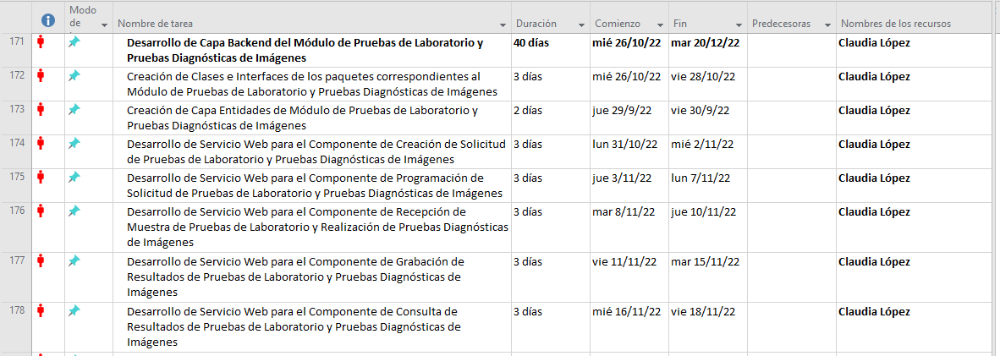 Modo de Nombre de tarea Duración Comienzo Fin Predecesoras Nombres de los recursos
171 Desarrollo de Capa Backend del Módulo de Pruebas de Laboratorio y 40 días mié 26/10/22 mar 20/12/22 Claudia López
Pruebas Diagnósticas de Imágenes
172 Creación de Clases e Interfaces de los paquetes correspondientes al 3 días mié 26/10/22 vie 28/10/22 Claudia López
Módulo de Pruebas de Laboratorio y Pruebas Diagnósticas de Imágenes
173 Creación de Capa Entidades de Módulo de Pruebas de Laboratorio y 2 días jue 29/9/22 vie 30/9/22 Claudia López
Pruebas Diagnósticas de Imágenes
174 Desarrollo de Servicio Web para el Componente de Creación de Solicitud 3 días lun 31/10/22 mié 2/11/22 Claudia López
de Pruebas de Laboratorio y Pruebas Diagnósticas de Imágenes
175 Desarrollo de Servicio Web para el Componente de Programación de 3 días jue 3/11/22 lun 7/11/22 Claudia López
Solicitud de Pruebas de Laboratorio y Pruebas Diagnósticas de Imágenes
176 Desarrollo de Servicio Web para el Componente de Recepción de 3 días mar 8/11/22 jue 10/11/22 Claudia López
Muestra de Pruebas de Laboratorio y Realización de Pruebas Diagnósticas
de Imágenes
177 Desarrollo de Servicio Web para el Componente de Grabación de 3 días vie 11/11/22 mar 15/11/22 Claudia López
Resultados de Pruebas de Laboratorio y Pruebas Diagnósticas de
Imágenes
178 Desarrollo de Servicio Web para el Componente de Consulta de 3 días mié 16/11/22 vie 18/11/22 Claudia López
Resultados de Pruebas de Laboratorio y Pruebas Diagnósticas de
Imágenes